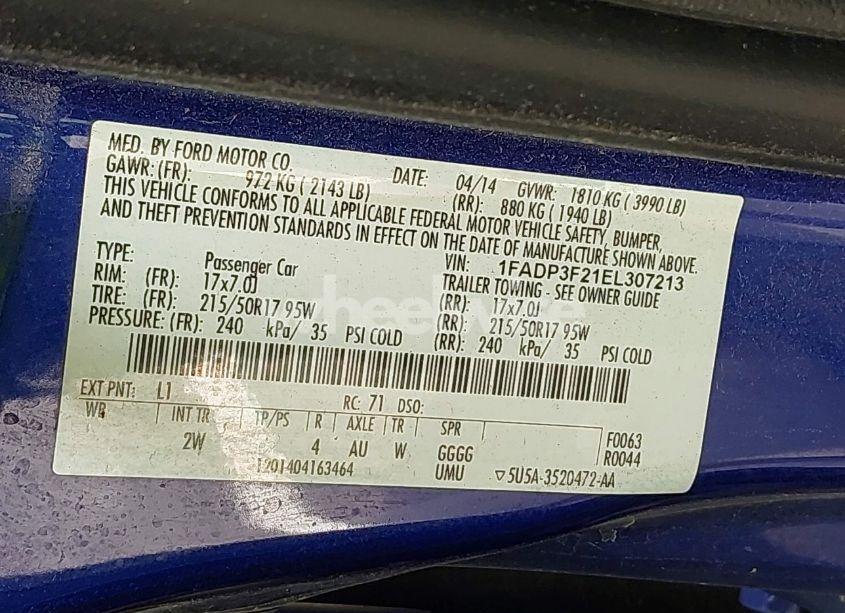 MFD. BY FORD MOTOR CO.
DATE: 04/14 GVWR: 1810 KG ( 3990 LB)
GAWR: (FR): 972 KG ( 2143 LB) (RR): 880 KG ( 1940 LB)
THIS VEHICLE CONFORMS TO ALL APPLICABLE FEDERAL MOTOR VEHICLE SAFETY, BUMPER,
AND THEFT PREVENTION STANDARDS IN EFFECT ON THE DATE OF MANUFACTURE SHOWN ABOVE.
VIN: 1FADP3F21EL307213
TYPE: Passenger Car TRAILER TOWING - SEE OWNER GUIDE
RIM: (FR): 17x7.0J (RR): 17x7.0J
TIRE: (FR): 215/50R17 95W (RR): 215/50R17 95W
PRESSURE: (FR): 240 kPa/ 35 PSI COLD (RR): 240 kPa/ 35 PSI COLD
EXT PNT: L1 RC: 71 DSO:
WB INT TR TP/PS R AXLE TR SPR
2W 4 AU W GGGG
UMU
F0063
R0044
1201404163464
▽5U5A-3520472-AA